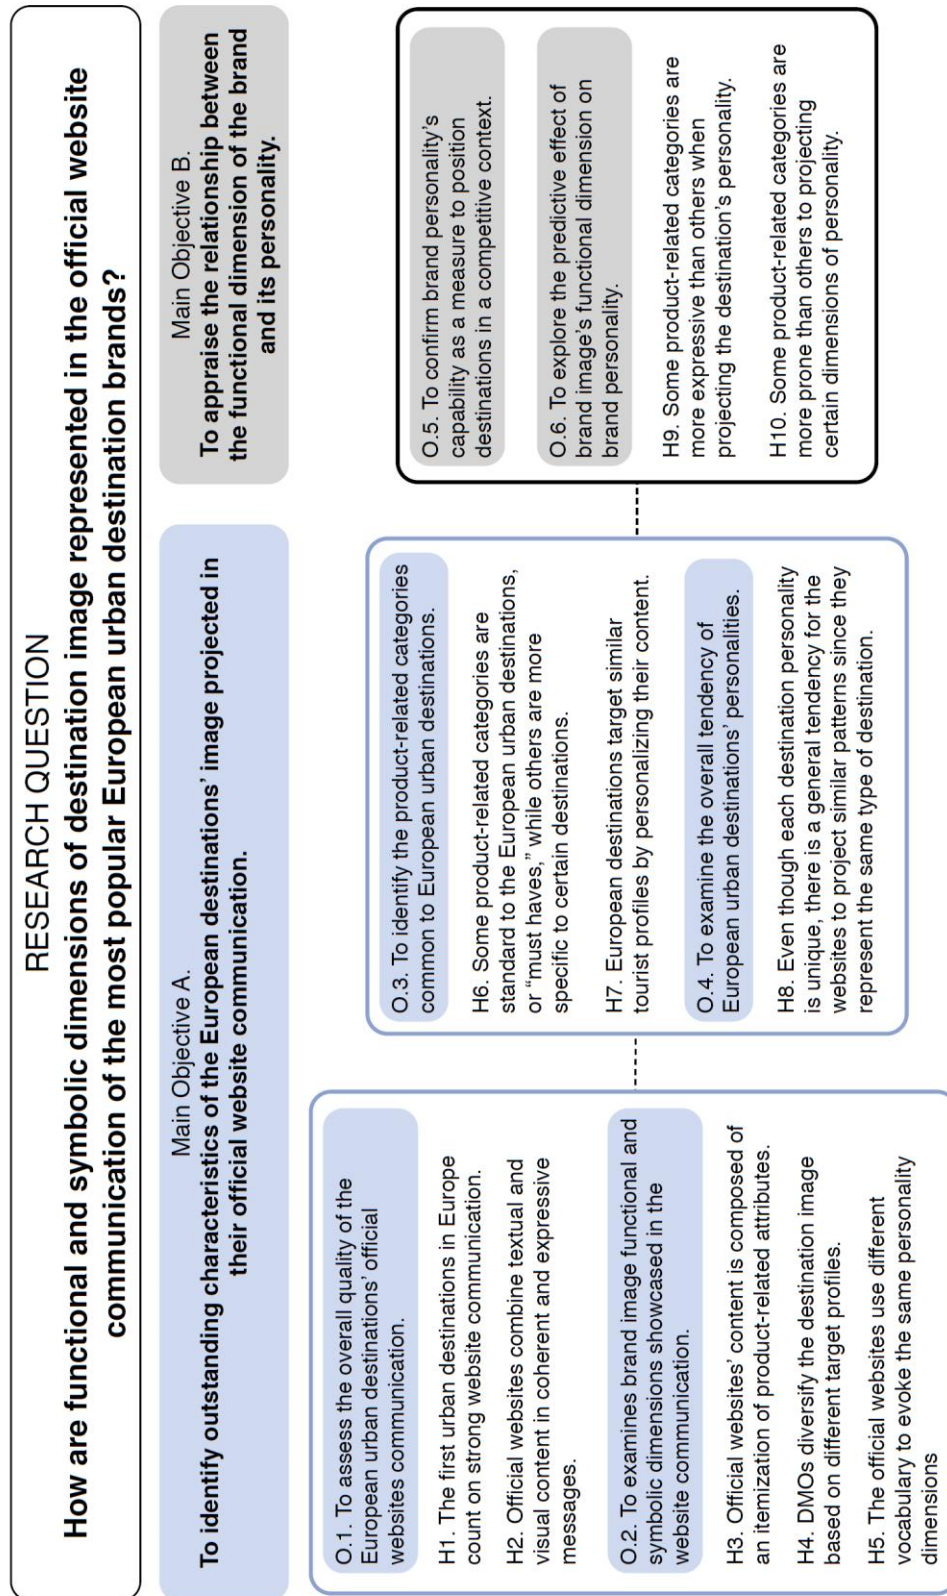 RESEARCH QUESTION
How are functional and symbolic dimensions of destination image represented in the official website
communication of the most popular European urban destination brands?
Main Objective A.
To identify outstanding characteristics of the European destinations’ image projected in
their official website communication.
Main Objective B.
To appraise the relationship between
the functional dimension of the brand
and its personality.
O.1. To assess the overall quality of the
European urban destinations’ official
websites communication.
H1. The first urban destinations in Europe
count on strong website communication.
H2. Official websites combine textual and
visual content in coherent and expressive
messages.
O.2. To examines brand image functional and
symbolic dimensions showcased in the
website communication.
H3. Official websites’ content is composed of
an itemization of product-related attributes.
H4. DMOs diversify the destination image
based on different target profiles.
H5. The official websites use different
vocabulary to evoke the same personality
dimensions
O.3. To identify the product-related categories
common to European urban destinations.
H6. Some product-related categories are
standard to the European urban destinations,
or “must haves,” while others are more
specific to certain destinations.
H7. European destinations target similar
tourist profiles by personalizing their content.
O.4. To examine the overall tendency of
European urban destinations’ personalities.
H8. Even though each destination personality
is unique, there is a general tendency for the
websites to project similar patterns since they
represent the same type of destination.
O.5. To confirm brand personality’s
capability as a measure to position
destinations in a competitive context.
O.6. To explore the predictive effect of
brand image’s functional dimension on
brand personality.
H9. Some product-related categories are
more expressive than others when
projecting the destination’s personality.
H10. Some product-related categories are
more prone than others to projecting
certain dimensions of personality.